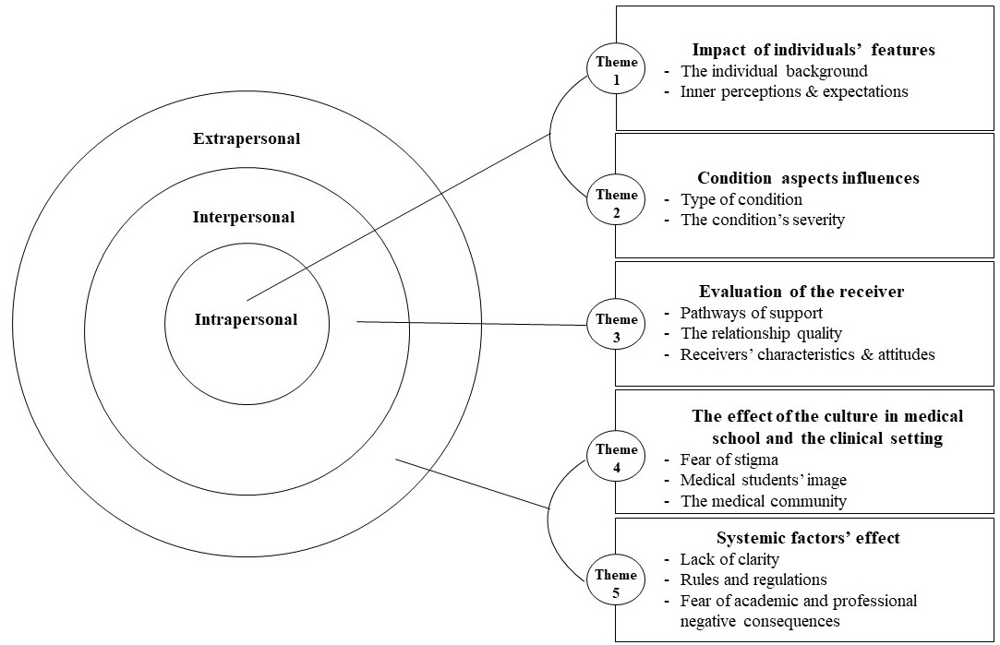 Extrapersonal
Interpersonal
Intrapersonal
Theme
1
Impact of individuals’ features
- The individual background
- Inner perceptions & expectations
Theme
2
Condition aspects influences
- Type of condition
- The condition’s severity
Theme
3
Evaluation of the receiver
- Pathways of support
- The relationship quality
- Receivers’ characteristics & attitudes
Theme
4
The effect of the culture in medical
school and the clinical setting
- Fear of stigma
- Medical students’ image
- The medical community
Theme
5
Systemic factors’ effect
- Lack of clarity
- Rules and regulations
- Fear of academic and professional
negative consequences